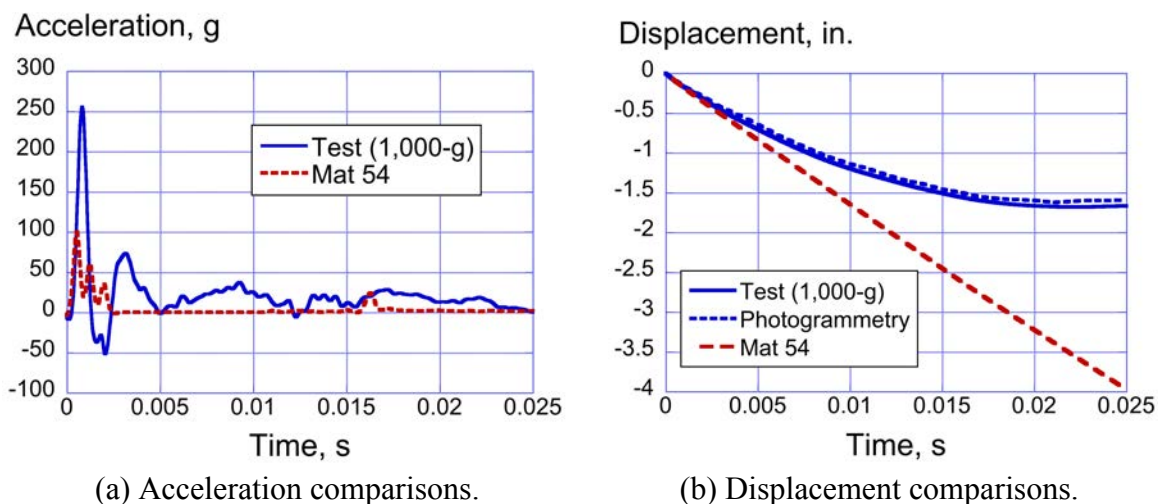 Acceleration, g
300
250
200
150
100
50
0
-50
-100
0 0.005 0.01 0.015 0.02 0.025
Test (1,000-g)
Mat 54
Time, s
(a) Acceleration comparisons.
Displacement, in.
0
-0.5
-1
-1.5
-2
-2.5
-3
-3.5
-4
0 0.005 0.01 0.015 0.02 0.025
Test (1,000-g)
Photogrammetry
Mat 54
Time, s
(b) Displacement comparisons.